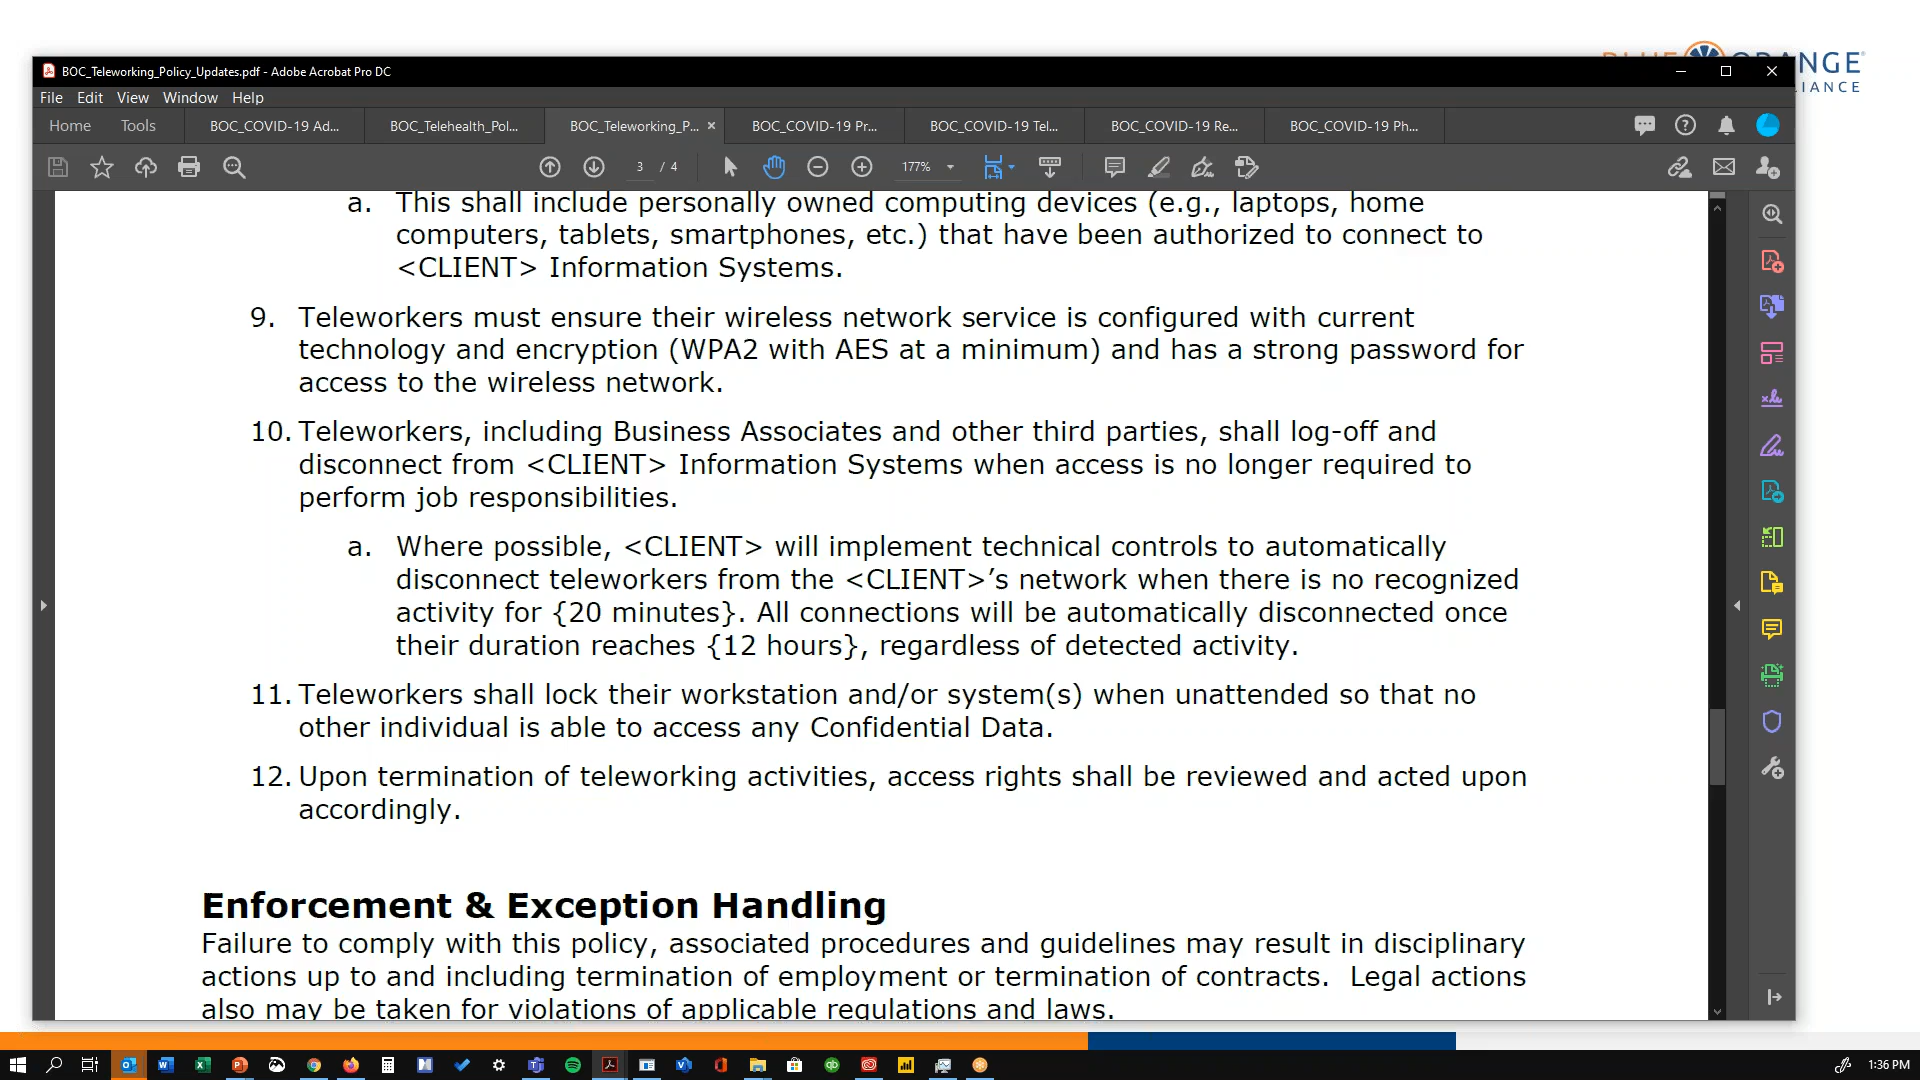 BLUE ORANGE
COMPLIANCE
BOC_Teleworking_Policy_Updates.pdf - Adobe Acrobat Pro DC
File Edit View Window Help
Home Tools BOC_COVID-19 Ad... BOC_Telehealth_Pol... BOC_Teleworking_P... × BOC_COVID-19 Pr... BOC_COVID-19 Tel... BOC_COVID-19 Re... BOC_COVID-19 Ph...
3 / 4 177%
a. This shall include personally owned computing devices (e.g., laptops, home
computers, tablets, smartphones, etc.) that have been authorized to connect to
<CLIENT> Information Systems.
9. Teleworkers must ensure their wireless network service is configured with current
technology and encryption (WPA2 with AES at a minimum) and has a strong password for
access to the wireless network.
10. Teleworkers, including Business Associates and other third parties, shall log-off and
disconnect from <CLIENT> Information Systems when access is no longer required to
perform job responsibilities.
a. Where possible, <CLIENT> will implement technical controls to automatically
disconnect teleworkers from the <CLIENT>’s network when there is no recognized
activity for {20 minutes}. All connections will be automatically disconnected once
their duration reaches {12 hours}, regardless of detected activity.
11. Teleworkers shall lock their workstation and/or system(s) when unattended so that no
other individual is able to access any Confidential Data.
12. Upon termination of teleworking activities, access rights shall be reviewed and acted upon
accordingly.
Enforcement & Exception Handling
Failure to comply with this policy, associated procedures and guidelines may result in disciplinary
actions up to and including termination of employment or termination of contracts.  Legal actions
also may be taken for violations of applicable regulations and laws.
1:36 PM